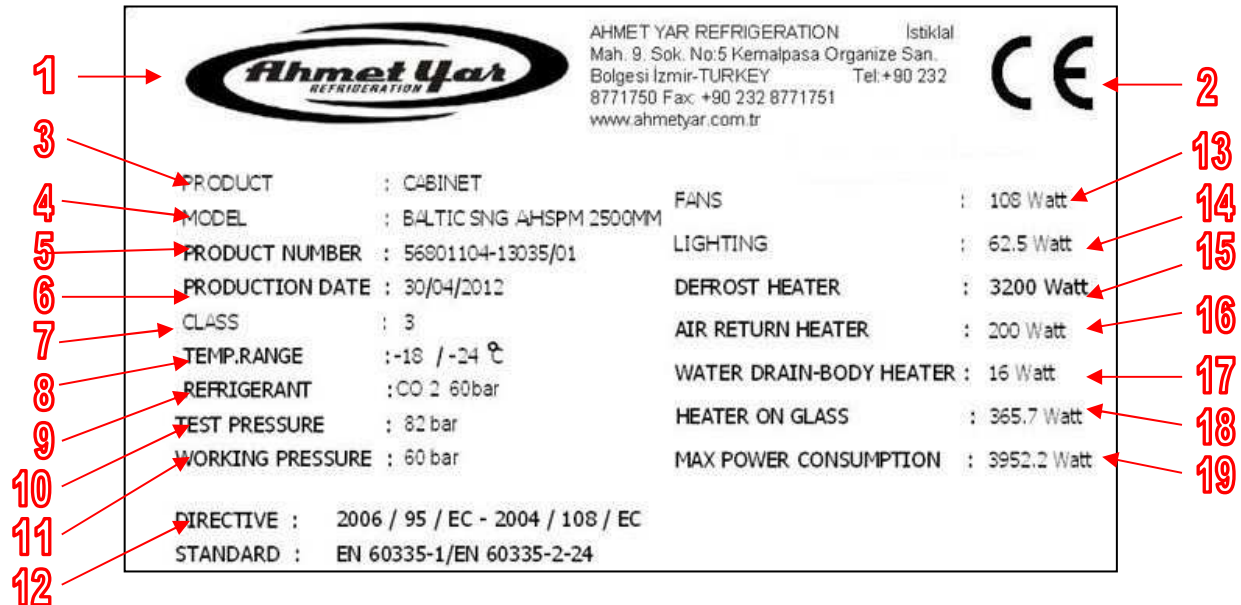 Ahmet Yar
REFRIGERATION
AHMET YAR REFRIGERATION İstiklal
Mah. 9. Sok. No:5 Kemalpasa Organize San.
Bolgesi İzmir-TURKEY Tel:+90 232
8771750 Fax: +90 232 8771751
www.ahmetyar.com.tr
CE
1
2
3
4
5
6
7
8
9
10
11
12
PRODUCT : CABINET
MODEL : BALTIC SNG AHSPM 2500MM
PRODUCT NUMBER : 56801104-13035/01
PRODUCTION DATE : 30/04/2012
CLASS : 3
TEMP.RANGE :-18 / -24 °C
REFRIGERANT :CO 2 60bar
TEST PRESSURE : 82 bar
WORKING PRESSURE : 60 bar
DIRECTIVE : 2006 / 95 / EC - 2004 / 108 / EC
STANDARD : EN 60335-1/EN 60335-2-24
FANS : 108 Watt
LIGHTING : 62.5 Watt
DEFROST HEATER : 3200 Watt
AIR RETURN HEATER : 200 Watt
WATER DRAIN-BODY HEATER : 16 Watt
HEATER ON GLASS : 365.7 Watt
MAX POWER CONSUMPTION : 3952.2 Watt
13
14
15
16
17
18
19